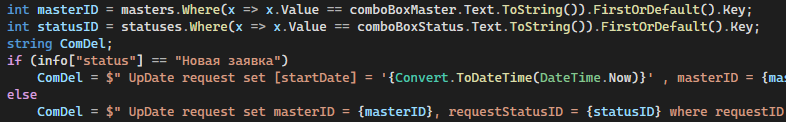 int masterID = masters.Where(x => x.Value == comboBoxMaster.Text.ToString()).FirstOrDefault().Key;
int statusID = statuses.Where(x => x.Value == comboBoxStatus.Text.ToString()).FirstOrDefault().Key;
string ComDel;
if (info["status"] == "Новая заявка")
ComDel = $" UpDate request set [startDate] = '{Convert.ToDateTime(DateTime.Now)}' , masterID = {mas
else
ComDel = $" UpDate request set masterID = {masterID}, requestStatusID = {statusID} where requestID